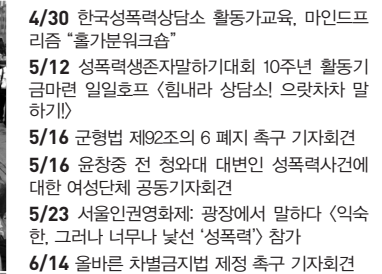 4/30 한국성폭력상담소 활동가교육, 마인드프
리즘 “홀가분워크숍”
5/12 성폭력생존자말하기대회 10주년 활동기
금마련 일일호프 〈힘내라 상담소! 으랏차차 말
하기!〉
5/16 군형법 제92조의 6 폐지 촉구 기자회견
5/16 윤창중 전 청와대 대변인 성폭력사건에
대한 여성단체 공동기자회견
5/23 서울인권영화제: 광장에서 말하다 〈익숙
한, 그러나 너무나 낯선 ‘성폭력’〉 참가
6/14 올바른 차별금지법 제정 촉구 기자회견